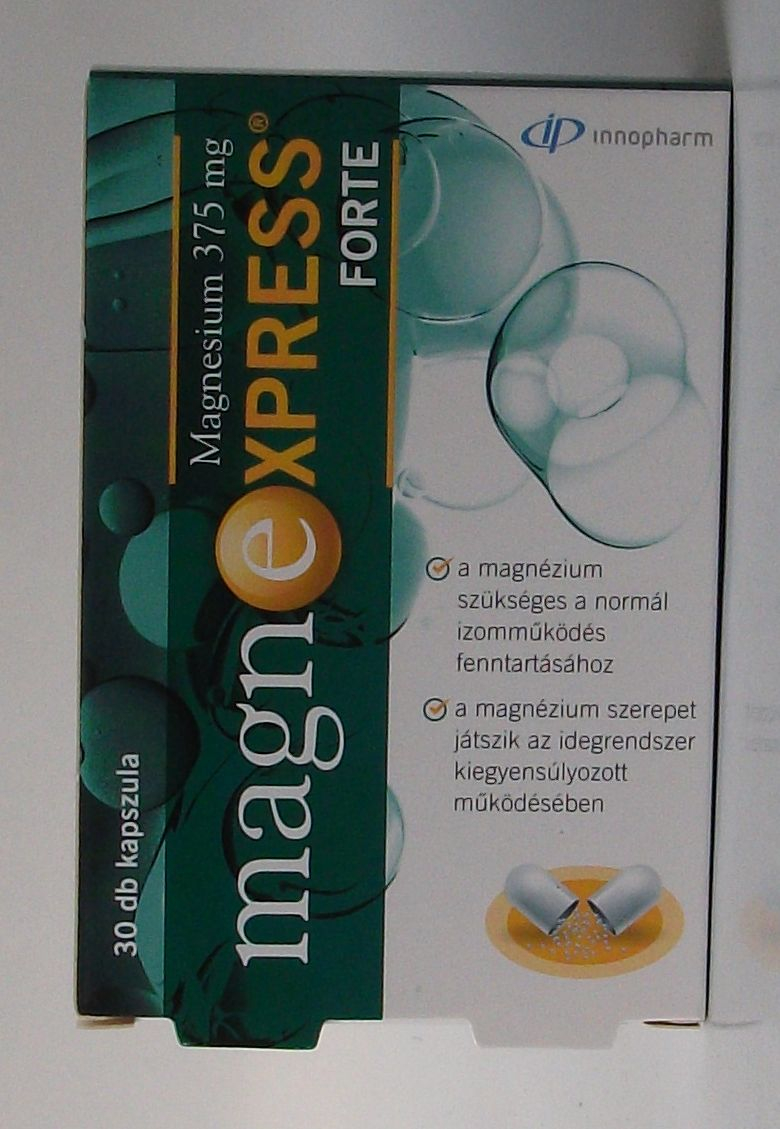 innopharm
Magnesium 375 mg
magneXPRESS®
FORTE
30 db kapszula
a magnézium
szükséges a normál
izomműködés
fenntartásához
a magnézium szerepet
játszik az idegrendszer
kiegyensúlyozott
működésében